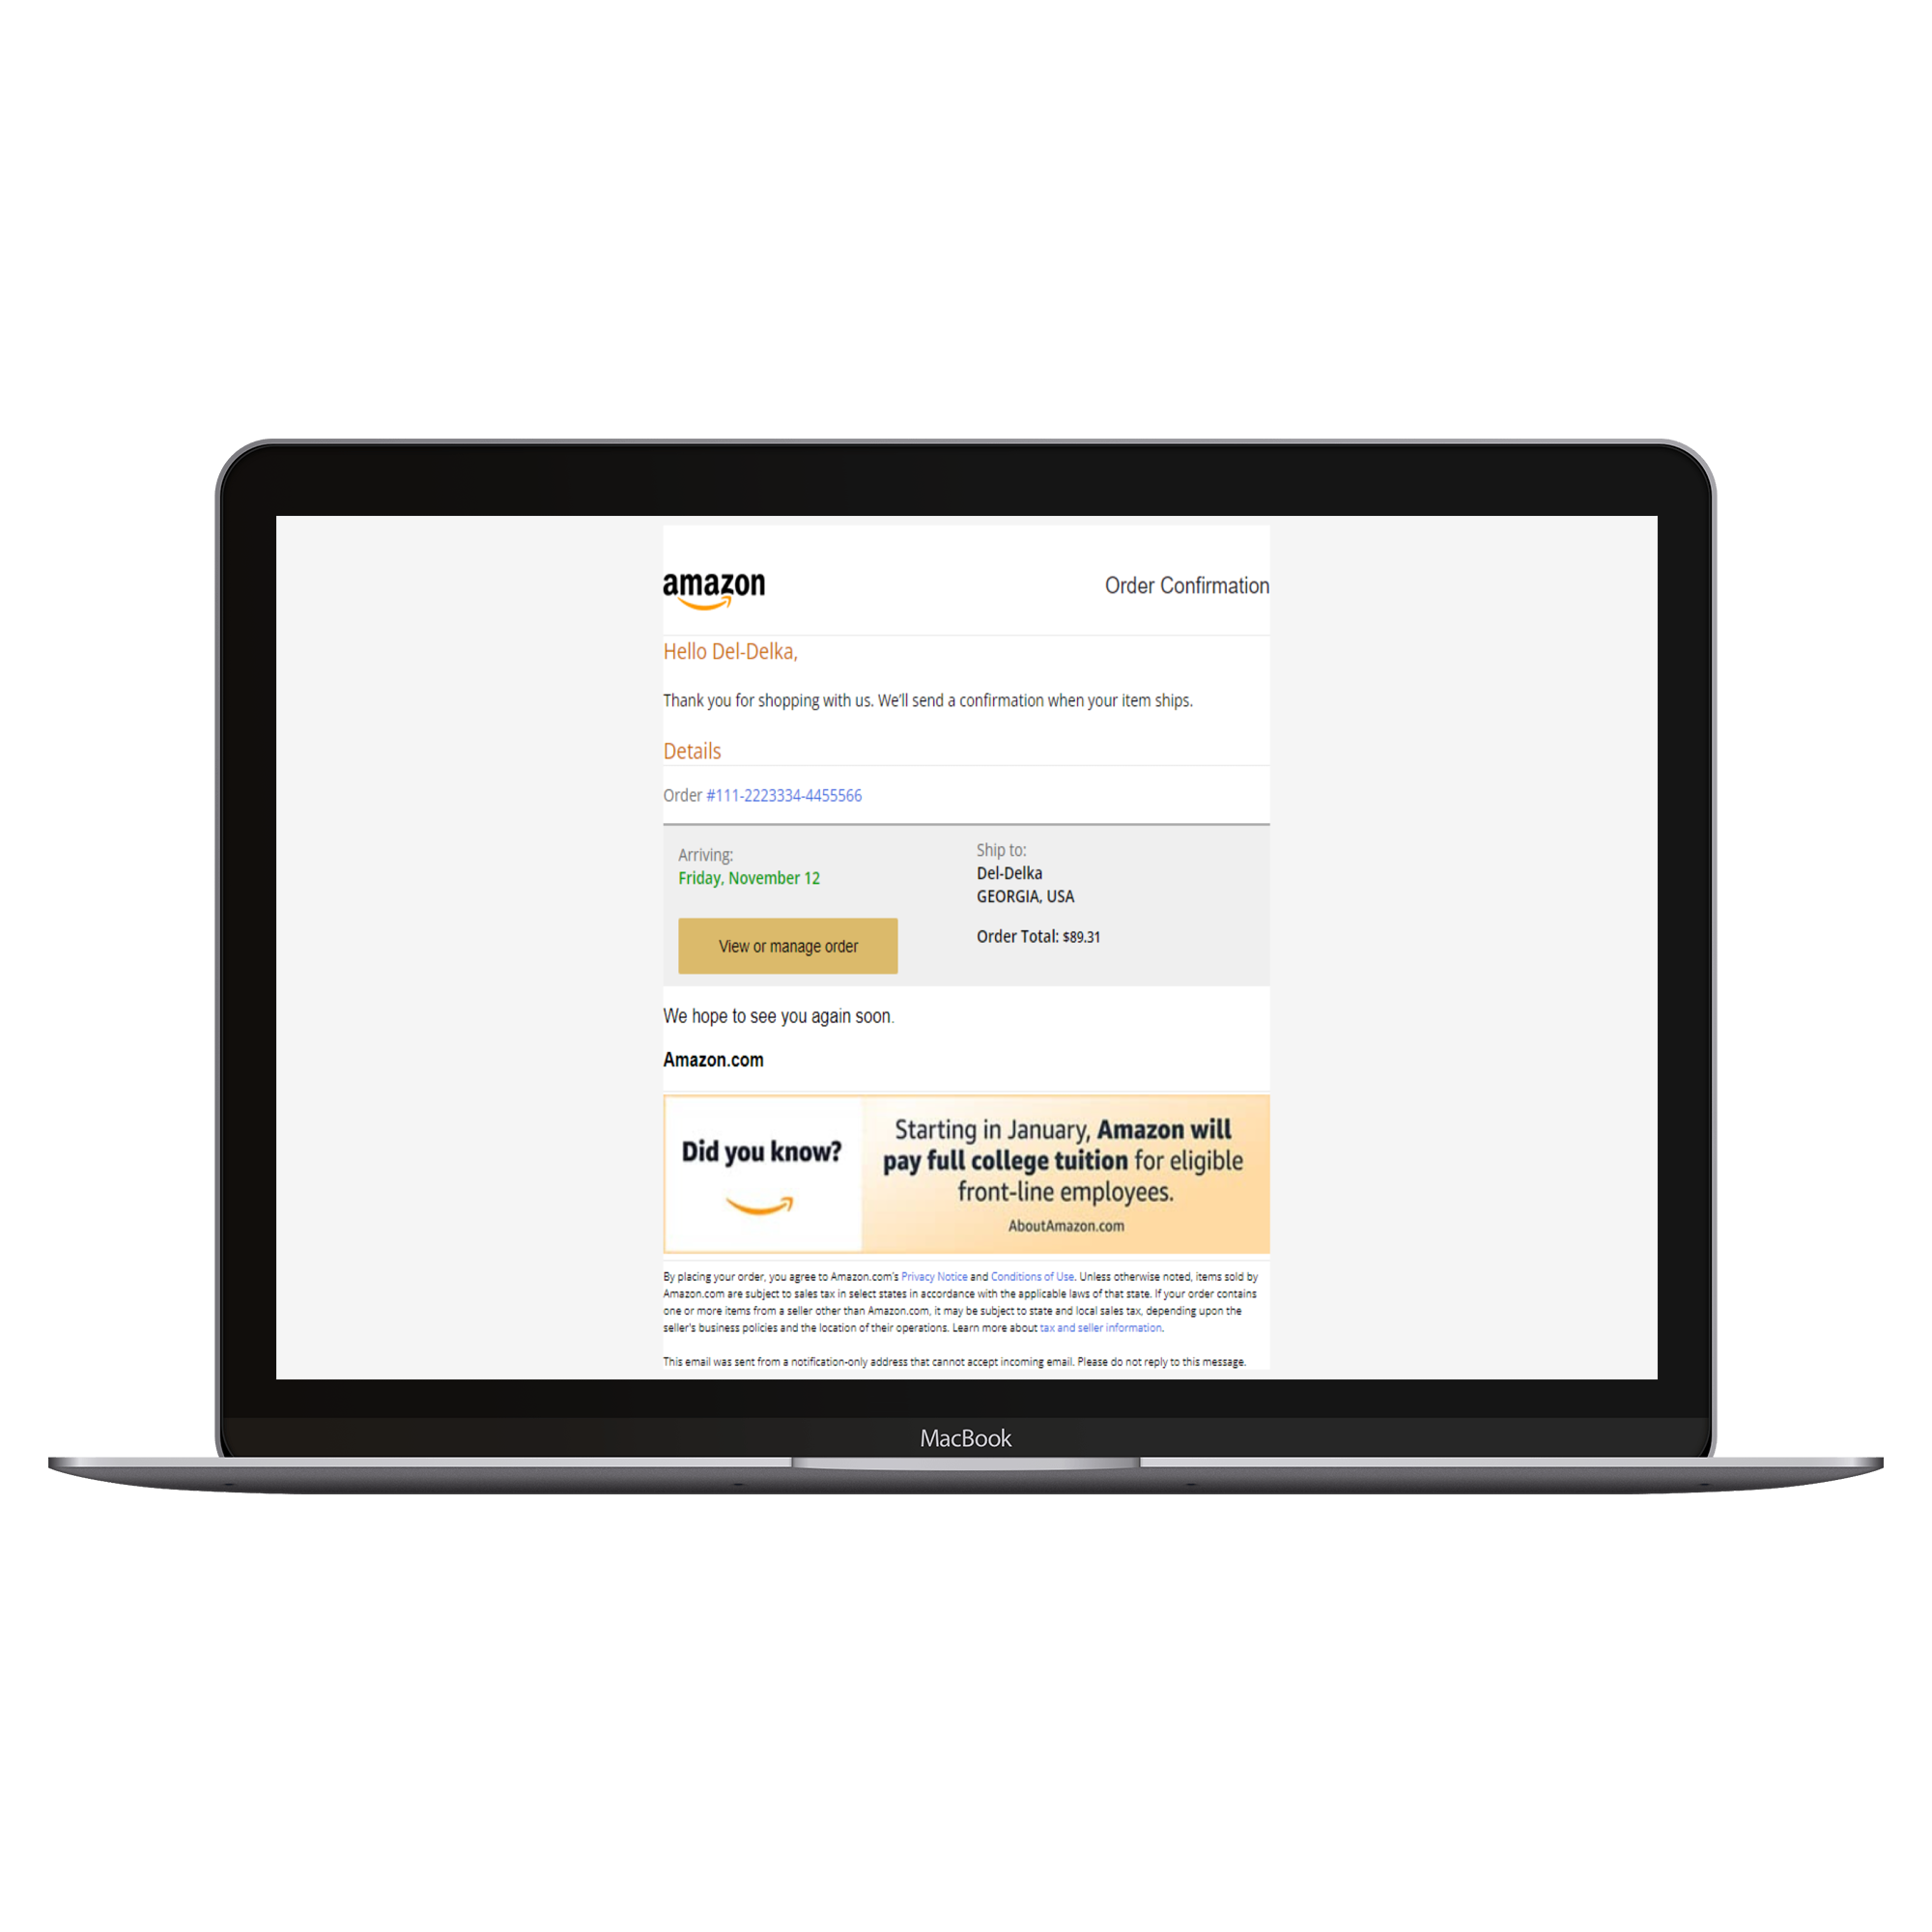 amazon
Order Confirmation
Hello Del-Delka,
Thank you for shopping with us. We'll send a confirmation when your item ships.
Details
Order #111-2223334-4455566
Arriving:
Friday, November 12
View or manage order
Ship to:
Del-Delka
GEORGIA, USA
Order Total: $89.31
We hope to see you again soon.
Amazon.com
Did you know?
Starting in January, Amazon will
pay full college tuition for eligible
front-line employees.
AboutAmazon.com
By placing your order, you agree to Amazon.com's Privacy Notice and Conditions of Use. Unless otherwise noted, items sold by
Amazon.com are subject to sales tax in select states in accordance with the applicable laws of that state. If your order contains
one or more items from a seller other than Amazon.com, it may be subject to state and local sales tax, depending upon the
seller's business policies and the location of their operations. Learn more about tax and seller information.
This email was sent from a notification-only address that cannot accept incoming email. Please do not reply to this message.
MacBook